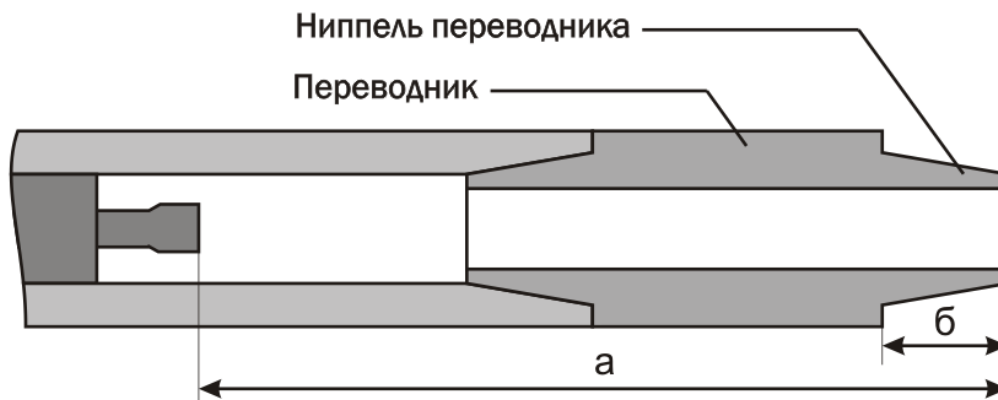 Ниппель переводника
Переводник
б
а